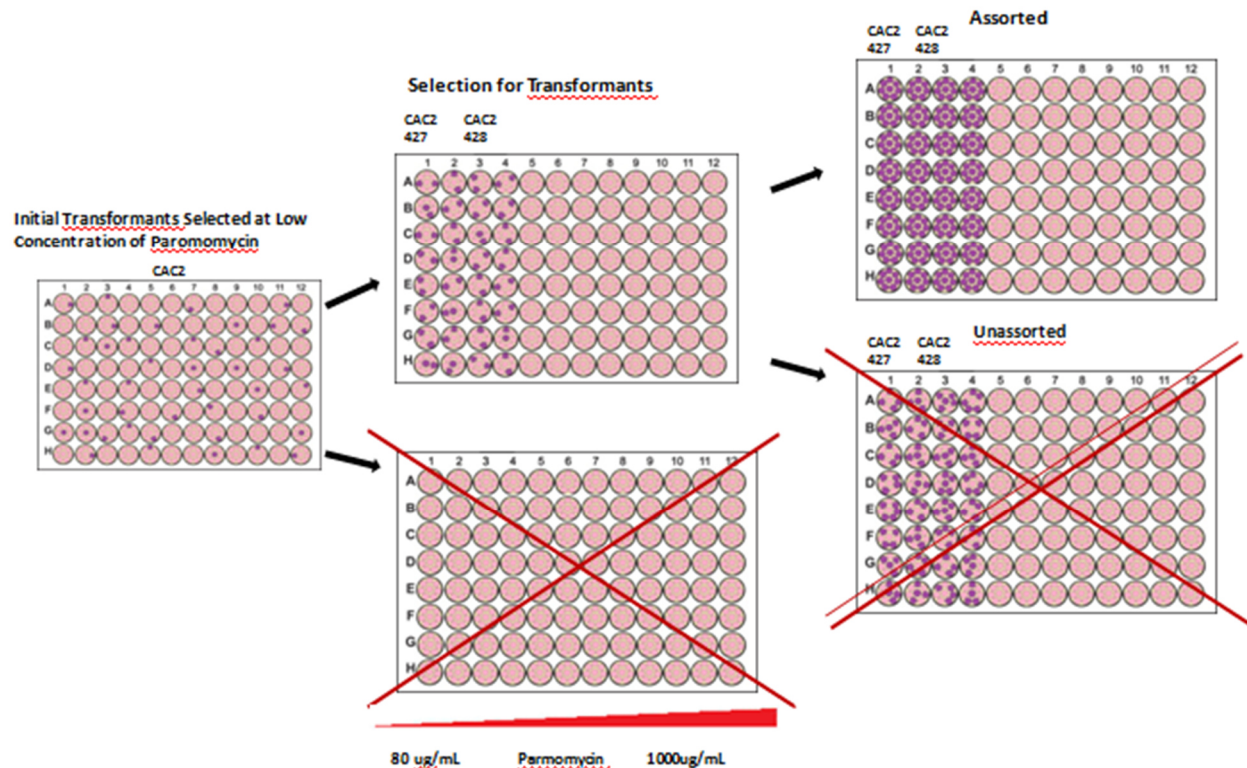 Initial Transformants Selected at Low
Concentration of Paromomycin
CAC2
1 2 3 4 5 6 7 8 9 10 11 12
A
B
C
D
E
F
G
H
Selection for Transformants
CAC2 CAC2
427 428
1 2 3 4 5 6 7 8 9 10 11 12
A
B
C
D
E
F
G
H
1 2 3 4 5 6 7 8 9 10 11 12
A
B
C
D
E
F
G
H
80 ug/mL Parmomycin 1000ug/mL
Assorted
CAC2 CAC2
427 428
1 2 3 4 5 6 7 8 9 10 11 12
A
B
C
D
E
F
G
H
Unassorted
CAC2 CAC2
427 428
1 2 3 4 5 6 7 8 9 10 11 12
A
B
C
D
E
F
G
H